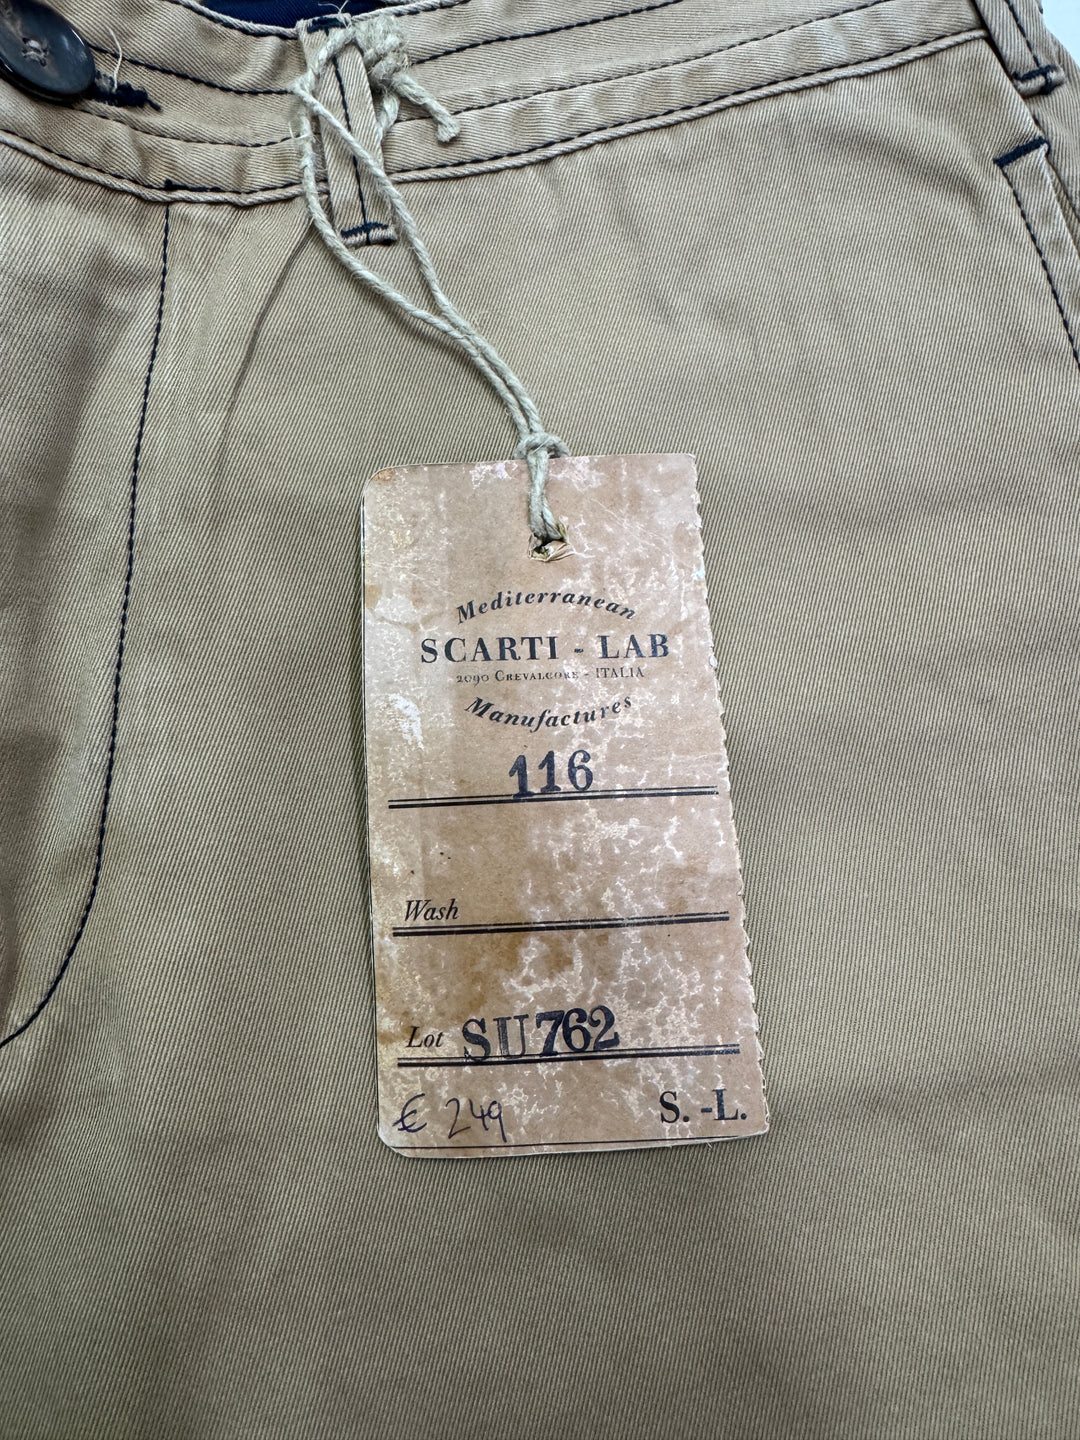 Mediterranean
SCARTI - LAB
2090 CREVALCORE - ITALIA
Manufactures
116
Wash
Lot SU762
€ 249 S. -L.